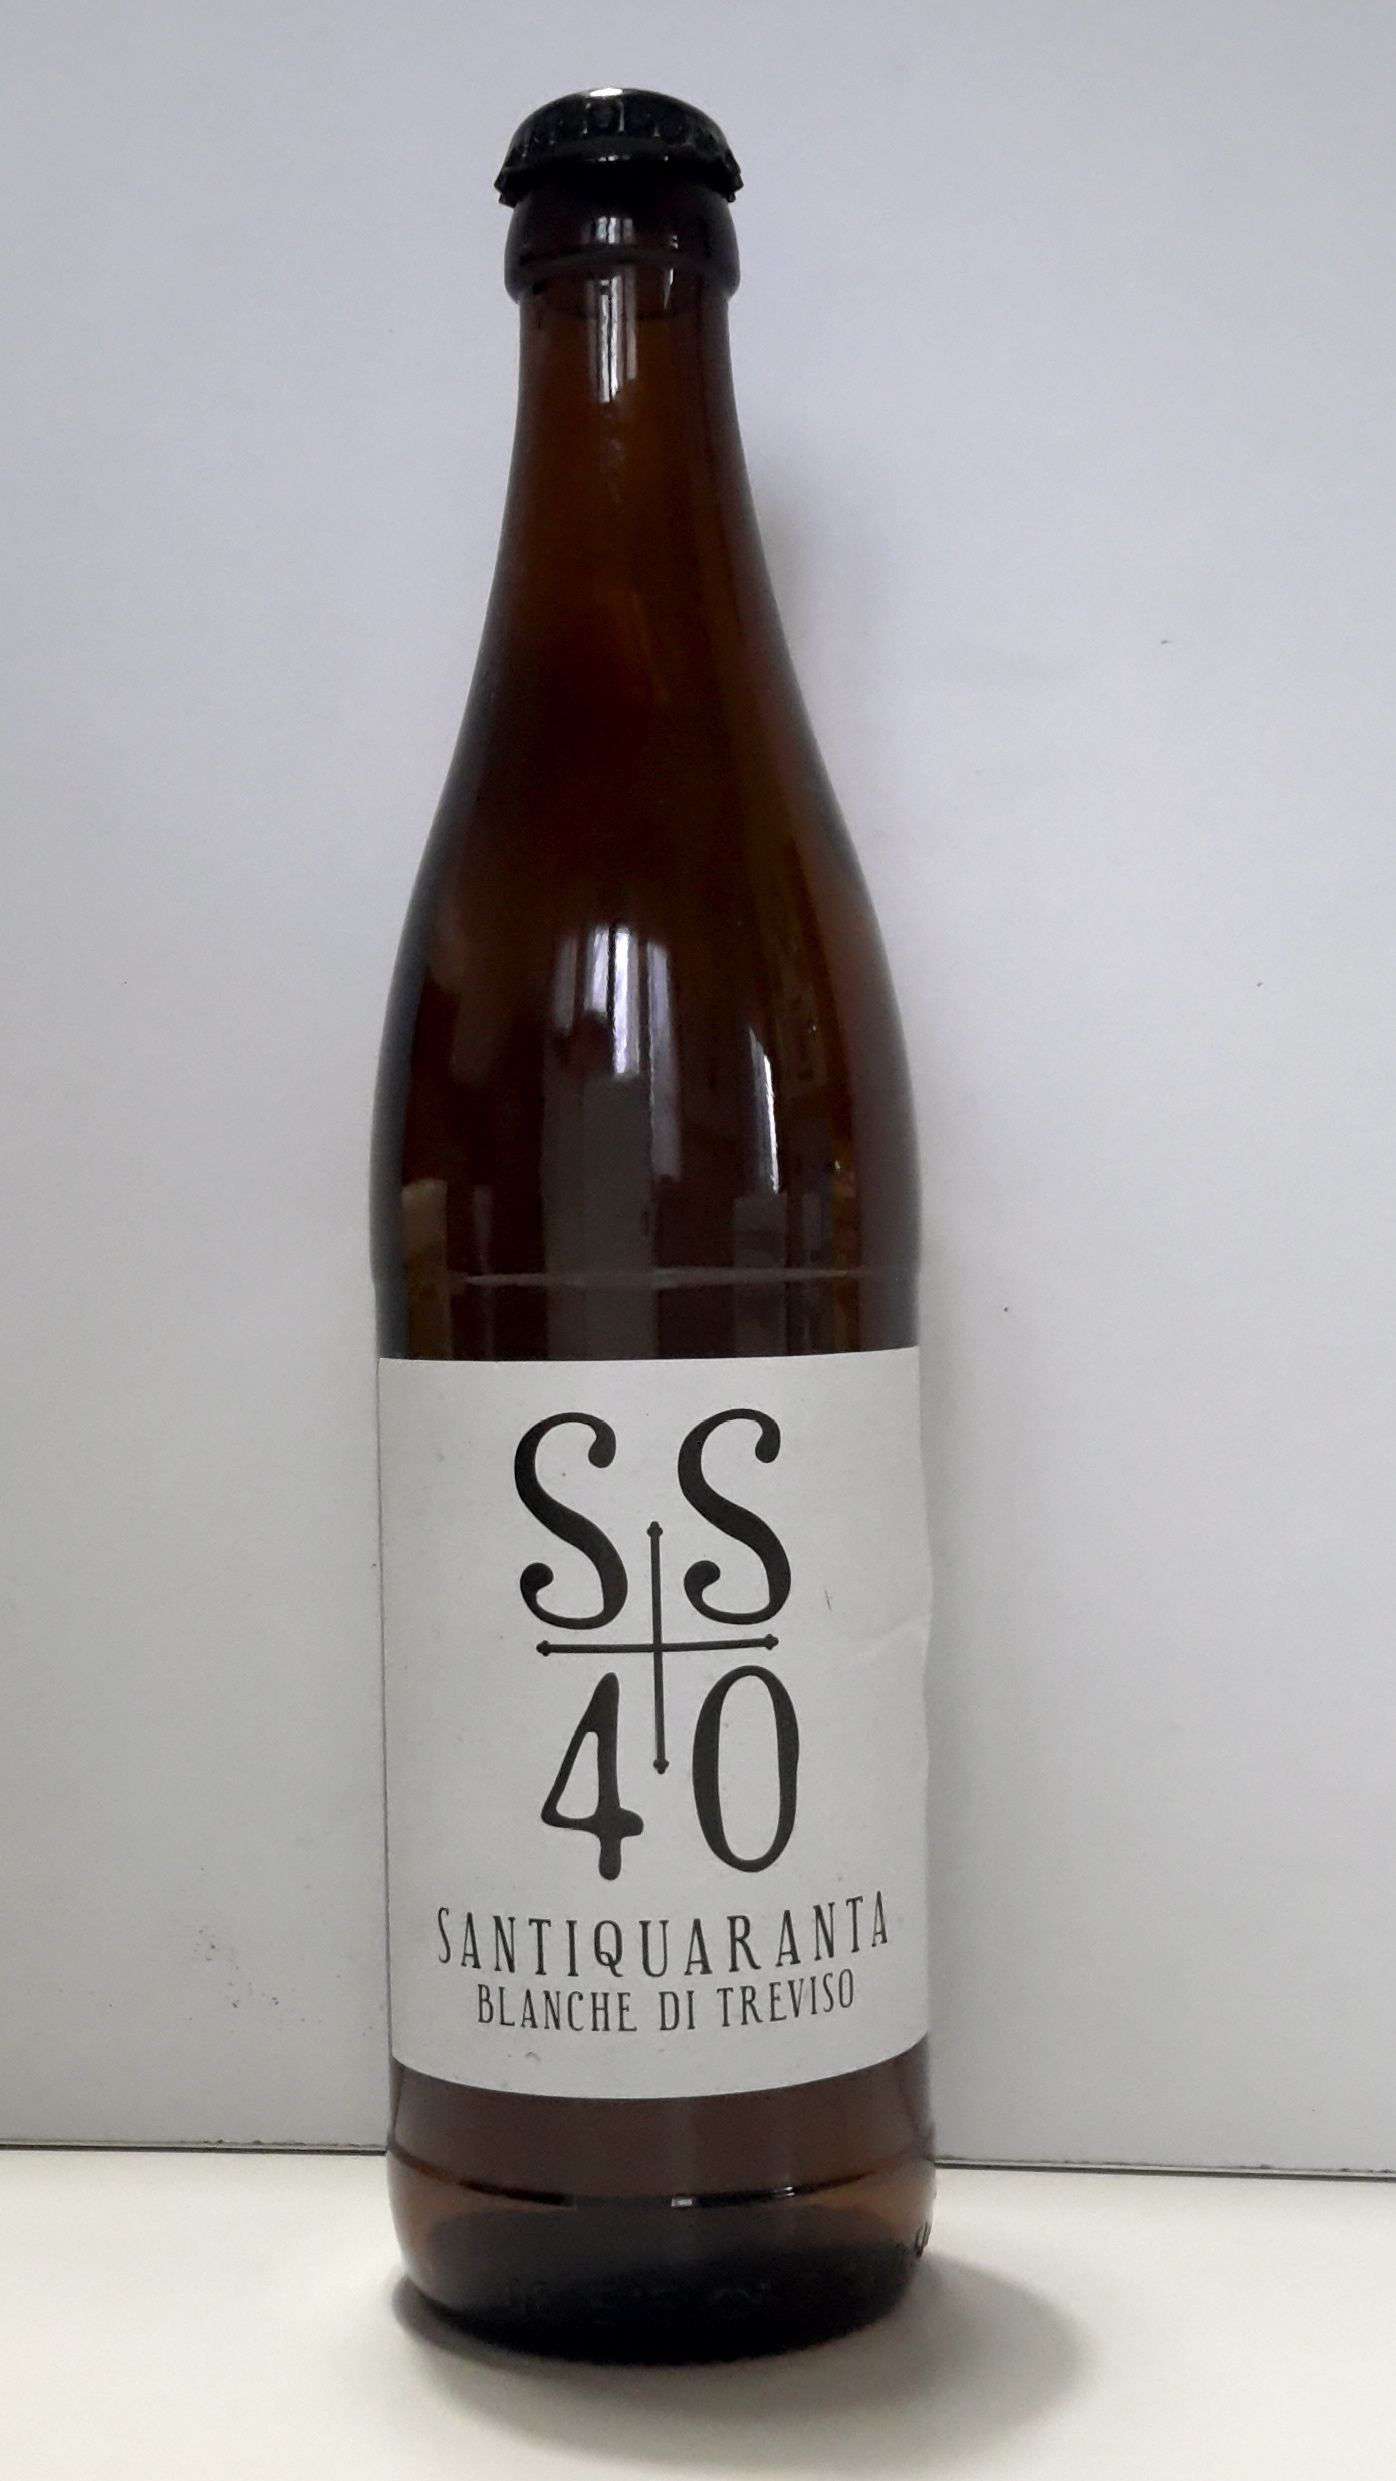 SS
40
SANTIQUARANTA
BLANCHE DI TREVISO